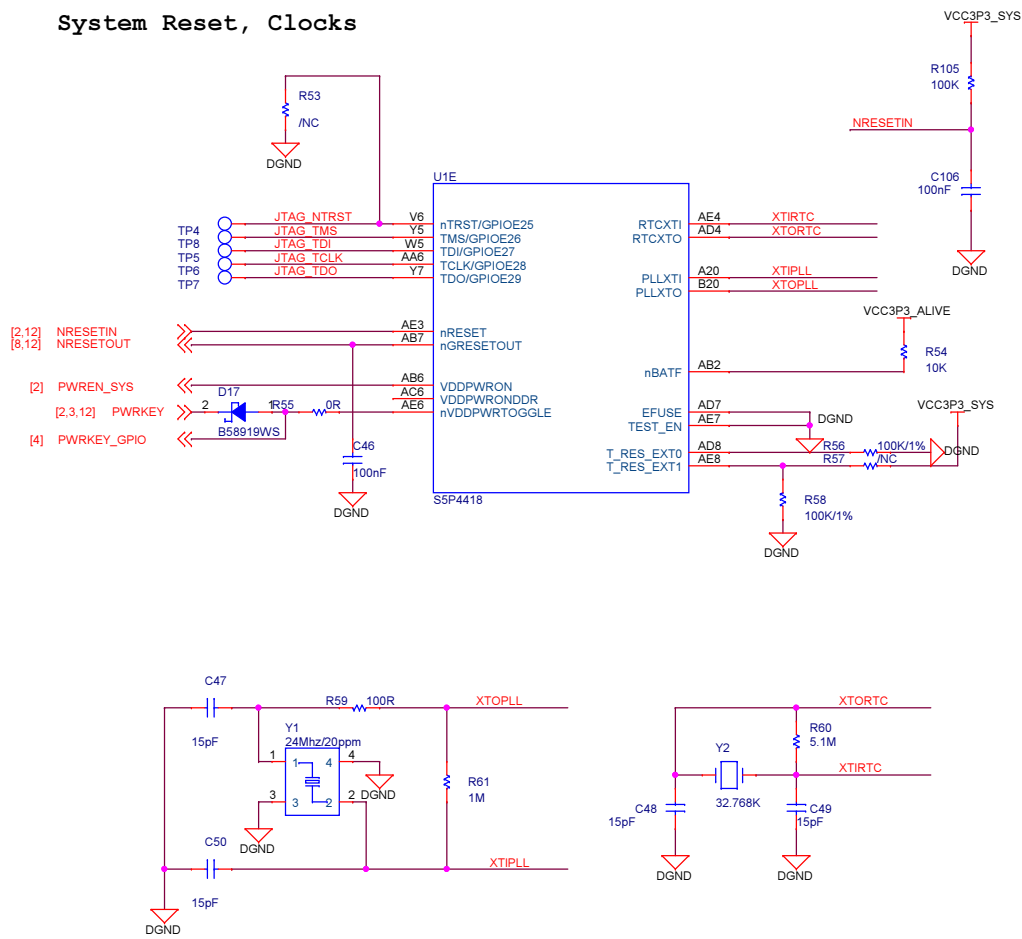 System Reset, Clocks
VCC3P3_SYS
R105
100K
NRESETIN
C106
100nF
DGND
R53
/NC
DGND
U1E
TP4
JTAG_NTRST
V6
nTRST/GPIOE25
TP8
JTAG_TMS
Y5
TMS/GPIOE26
TP5
JTAG_TDI
W5
TDI/GPIOE27
TP6
JTAG_TCLK
AA6
TCLK/GPIOE28
TP7
JTAG_TDO
Y7
TDO/GPIOE29
RTCXTI
AE4
XTIRTC
RTCXTO
AD4
XTORTC
PLLXTI
A20
XTIPLL
PLLXTO
B20
XTOPLL
[2,12] NRESETIN
AE3
nRESET
[8,12] NRESETOUT
AB7
nGRESETOUT
VCC3P3_ALIVE
R54
10K
nBATF
AB2
[2] PWREN_SYS
AB6
VDDPWRON
AC6
VDDPWRONDDR
D17
[2,3,12] PWRKEY
2
1
R55
0R
AE6
nVDDPWRTOGGLE
B58919WS
[4] PWRKEY_GPIO
C46
100nF
DGND
EFUSE
AD7
TEST_EN
AE7
DGND
VCC3P3_SYS
T_RES_EXT0
AD8
R56
100K/1%
DGND
T_RES_EXT1
AE8
R57
/NC
R58
100K/1%
DGND
S5P4418
C47
15pF
R59
100R
XTOPLL
Y1
24Mhz/20ppm
1
1
4
4
DGND
3
3
2
2
DGND
R61
1M
C50
15pF
XTIPLL
DGND
XTORTC
R60
5.1M
Y2
XTIRTC
32.768K
C48
15pF
C49
15pF
DGND
DGND